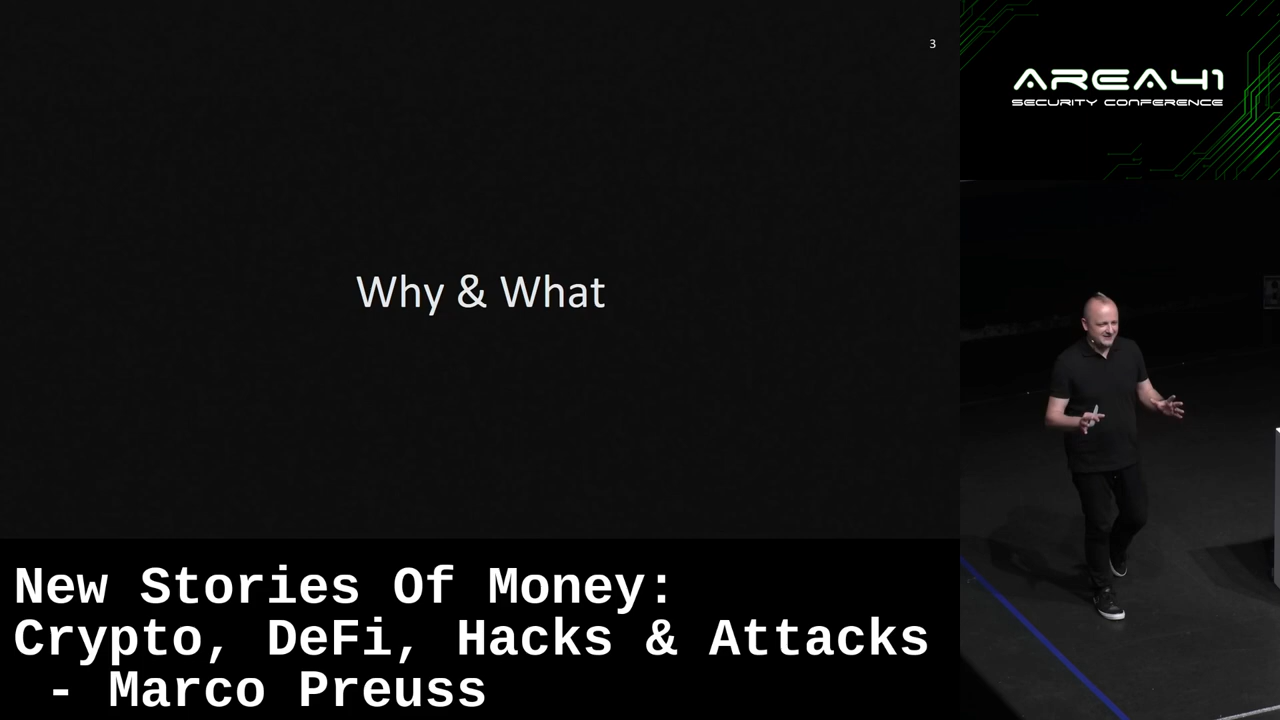 3
Why & What
AREA41
SECURITY CONFERENCE
New Stories Of Money:
Crypto, DeFi, Hacks & Attacks
- Marco Preuss